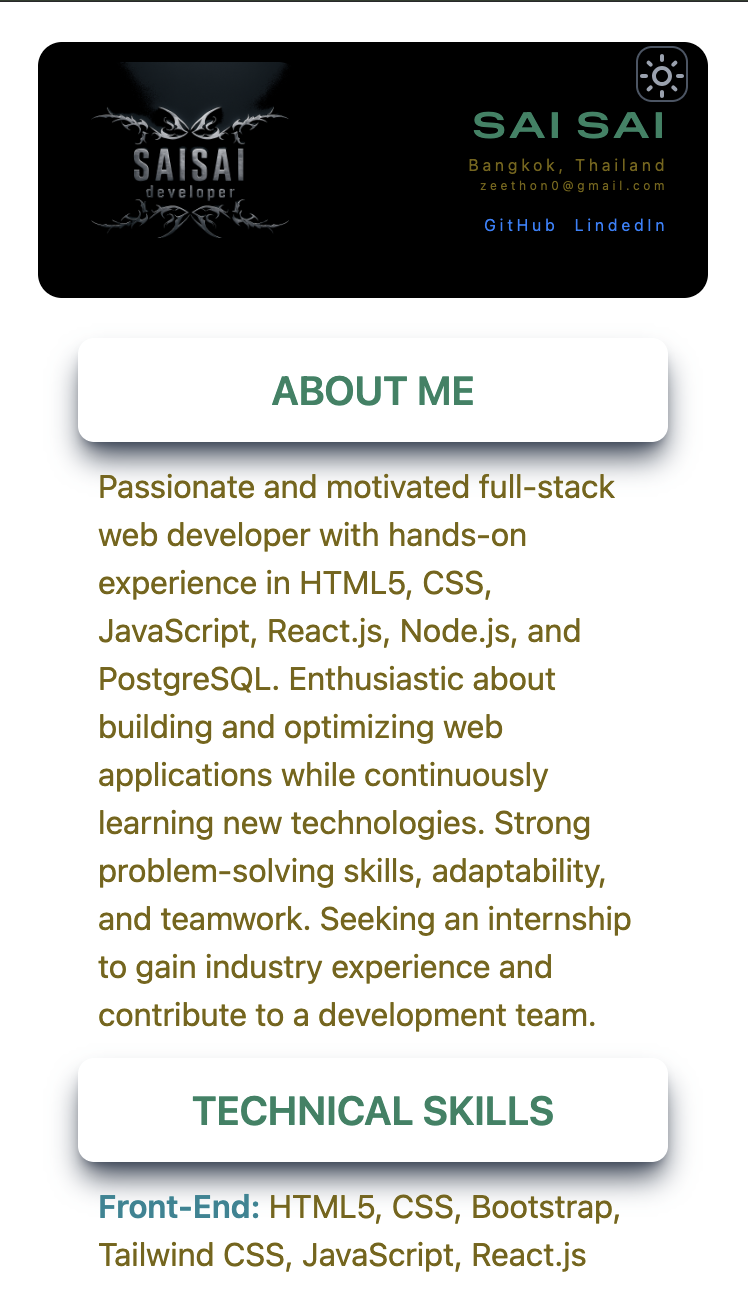 SAISAI
developer
SAI SAI
Bangkok, Thailand
zeethon0@gmail.com
GitHub LindedIn
ABOUT ME
Passionate and motivated full-stack
web developer with hands-on
experience in HTML5, CSS,
JavaScript, React.js, Node.js, and
PostgreSQL. Enthusiastic about
building and optimizing web
applications while continuously
learning new technologies. Strong
problem-solving skills, adaptability,
and teamwork. Seeking an internship
to gain industry experience and
contribute to a development team.
TECHNICAL SKILLS
Front-End: HTML5, CSS, Bootstrap,
Tailwind CSS, JavaScript, React.js